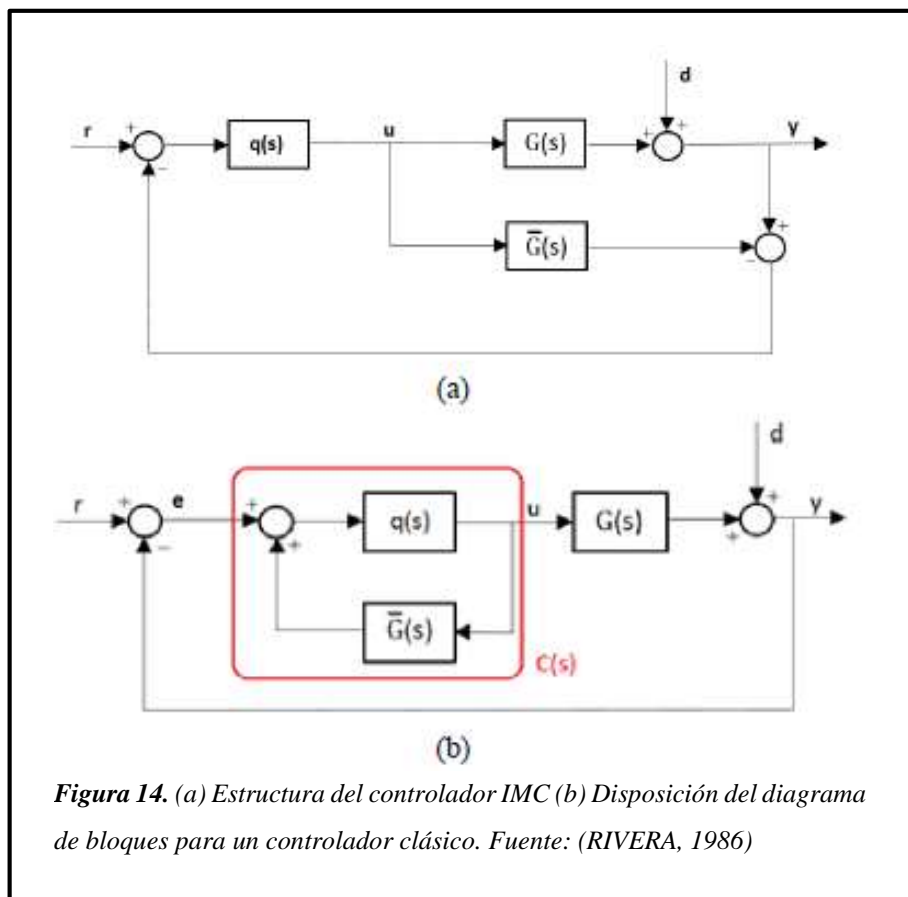 d
r + + + y
q(s) u G(s)
−
+
G̅(s) −
−
(a)
d
r + e + u + y
q(s) G(s)
− + +
G̅(s)
C(s)
(b)
Figura 14. (a) Estructura del controlador IMC (b) Disposición del diagrama
de bloques para un controlador clásico. Fuente: (RIVERA, 1986)